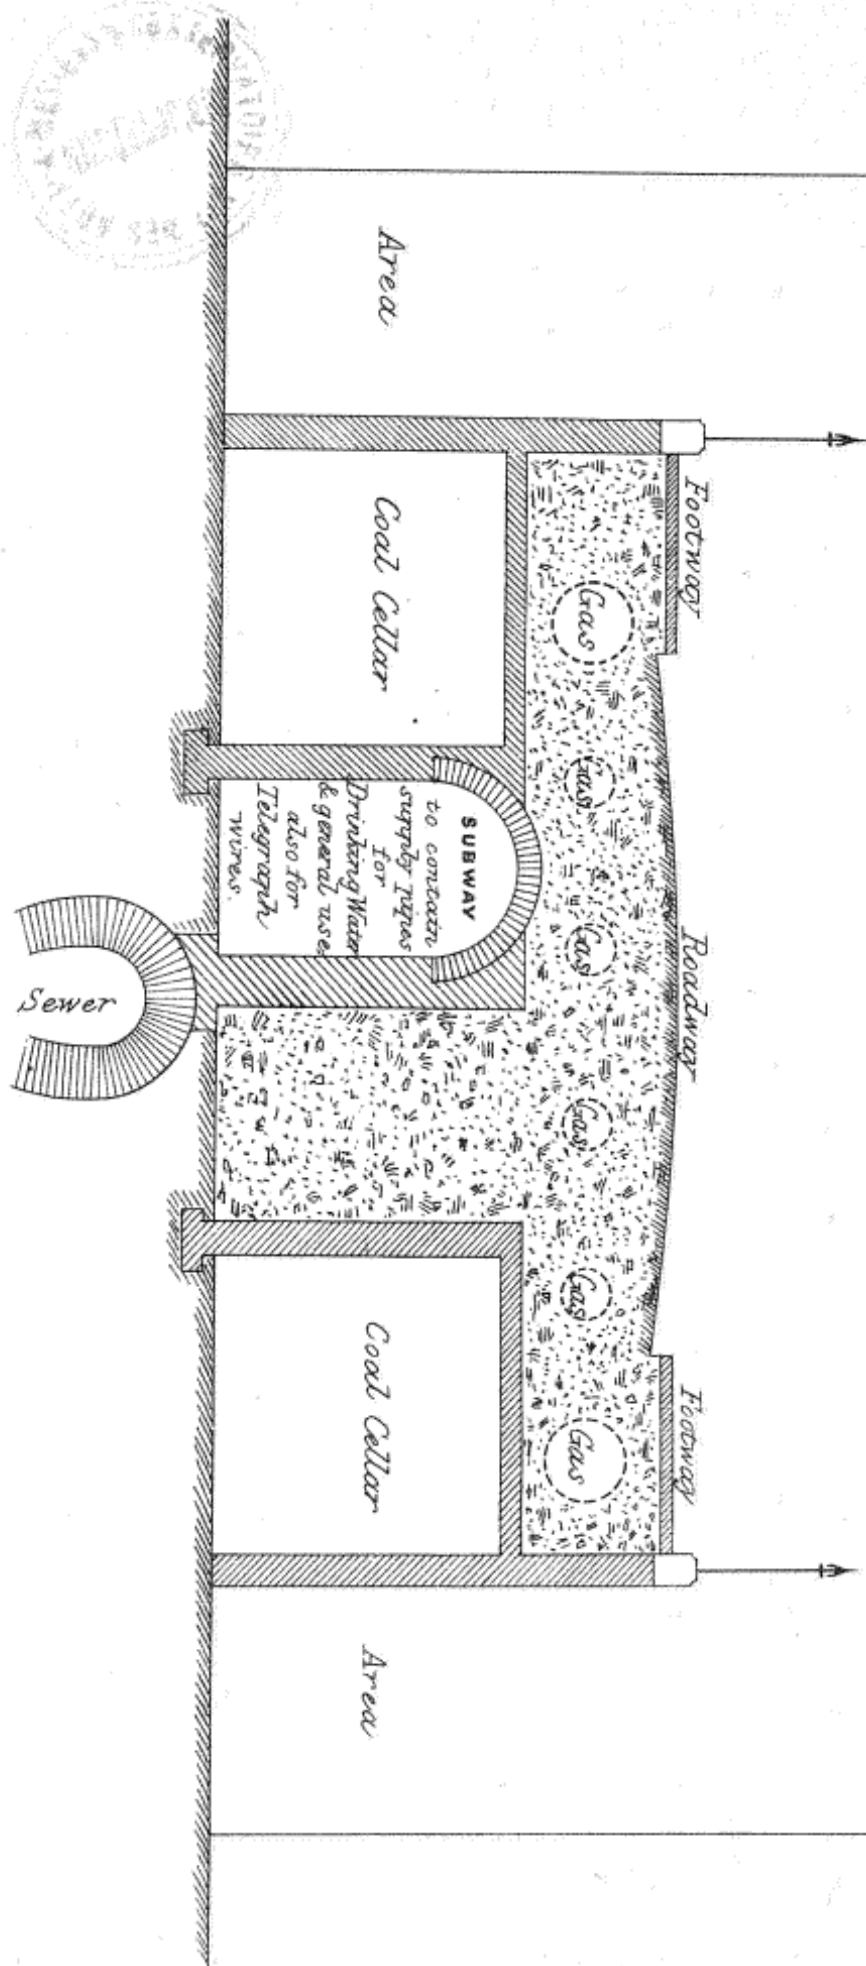 Footway
Roadway
Footway
Gas
Gas
Gas
Gas
Gas
Gas
Area
Coal Cellar
SUBWAY
to contain
supply pipes
for
Drinking Water
& general use
also for
Telegraph
wires.
Coal Cellar
Area
Sewer